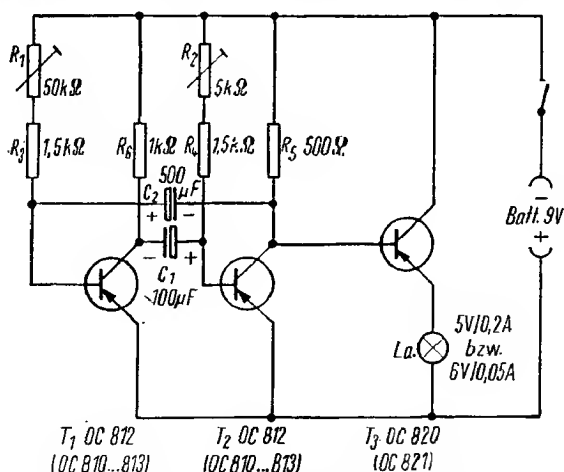 R1
50kΩ
R2
5kΩ
R3
1,5kΩ
R6
1kΩ
R4
1,5kΩ
R5 500Ω
500
µF
C2
+
−
−
+
C1
100µF
−
Batt. 9V
+
La.
5V/0,2A
bzw.
6V/0,05A
T1 OC 812
(OC 810...813)
T2 OC 812
(OC 810...813)
T3 OC 820
(OC 821)